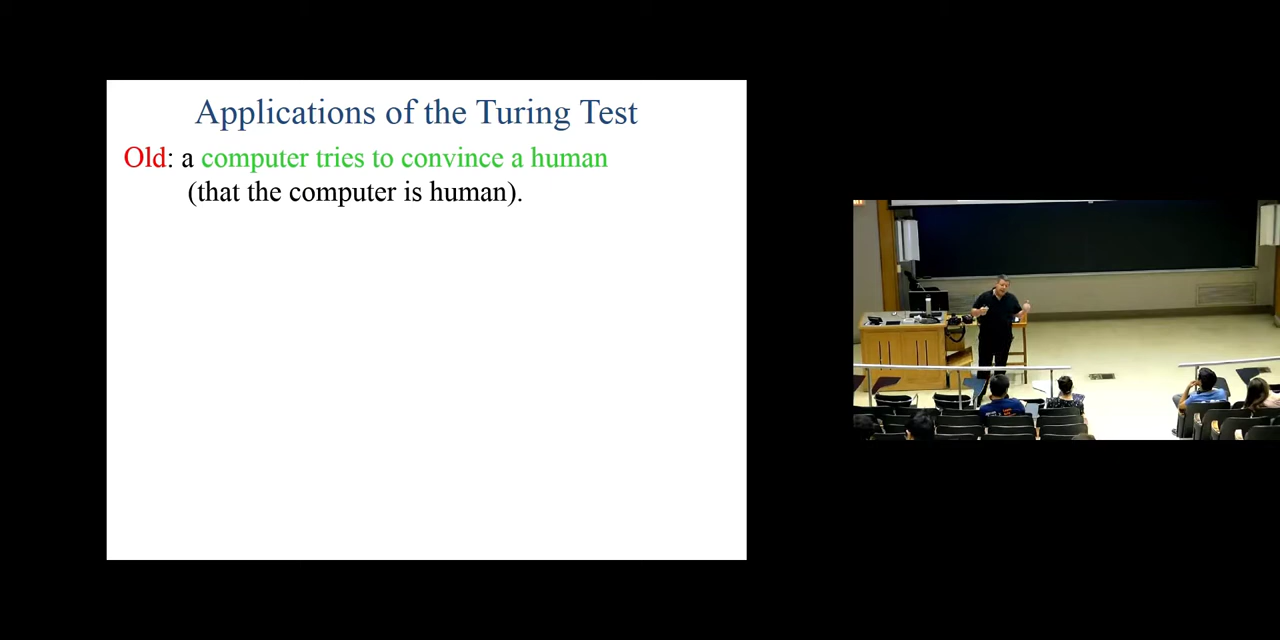 Applications of the Turing Test
Old: a computer tries to convince a human
(that the computer is human).